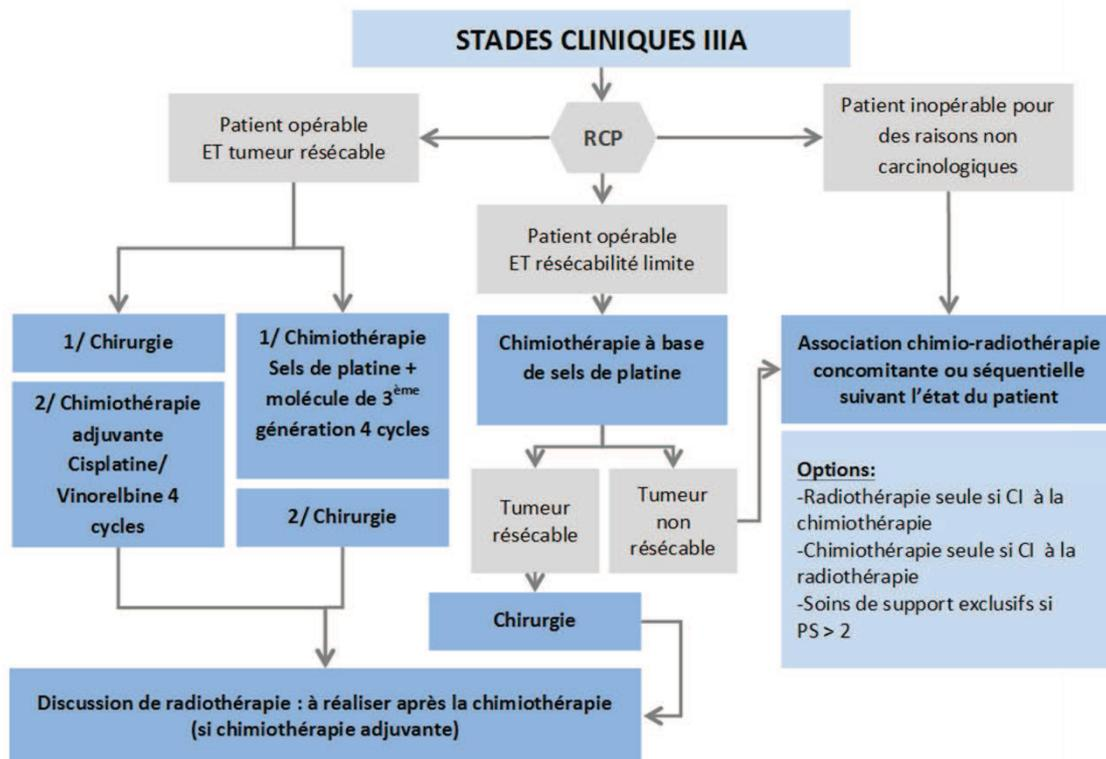 STADES CLINIQUES IIIA
RCP
Patient opérable
ET tumeur résécable
Patient inopérable pour
des raisons non
carcinologiques
Patient opérable
ET résécabilité limite
1/ Chirurgie
2/ Chimiothérapie
adjuvante
Cisplatine/
Vinorelbine 4
cycles
1/ Chimiothérapie
Sels de platine +
molécule de 3ème
génération 4 cycles
2/ Chirurgie
Chimiothérapie à base
de sels de platine
Tumeur
résécable
Tumeur
non
résécable
Chirurgie
Association chimio-radiothérapie
concomitante ou séquentielle
suivant l’état du patient
Options:
-Radiothérapie seule si CI à la
chimiothérapie
-Chimiothérapie seule si CI à la
radiothérapie
-Soins de support exclusifs si
PS > 2
Discussion de radiothérapie : à réaliser après la chimiothérapie
(si chimiothérapie adjuvante)